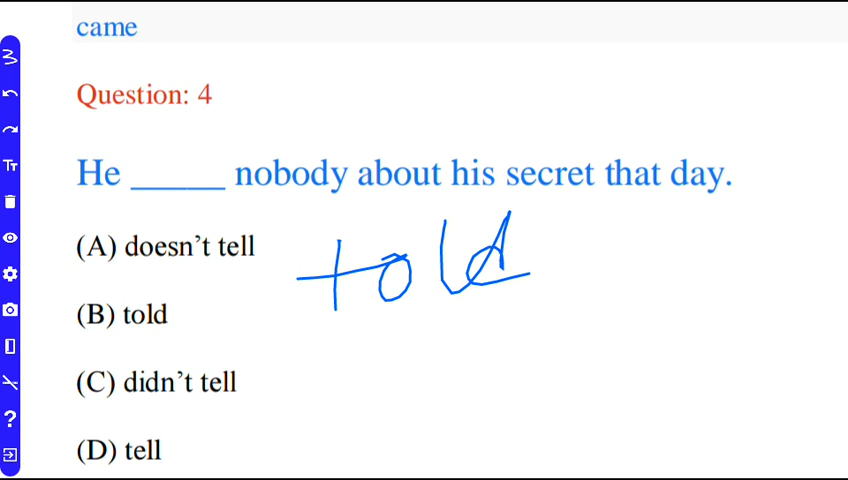 came
Question: 4
He _____ nobody about his secret that day.
(A) doesn’t tell
told
(B) told
(C) didn’t tell
(D) tell